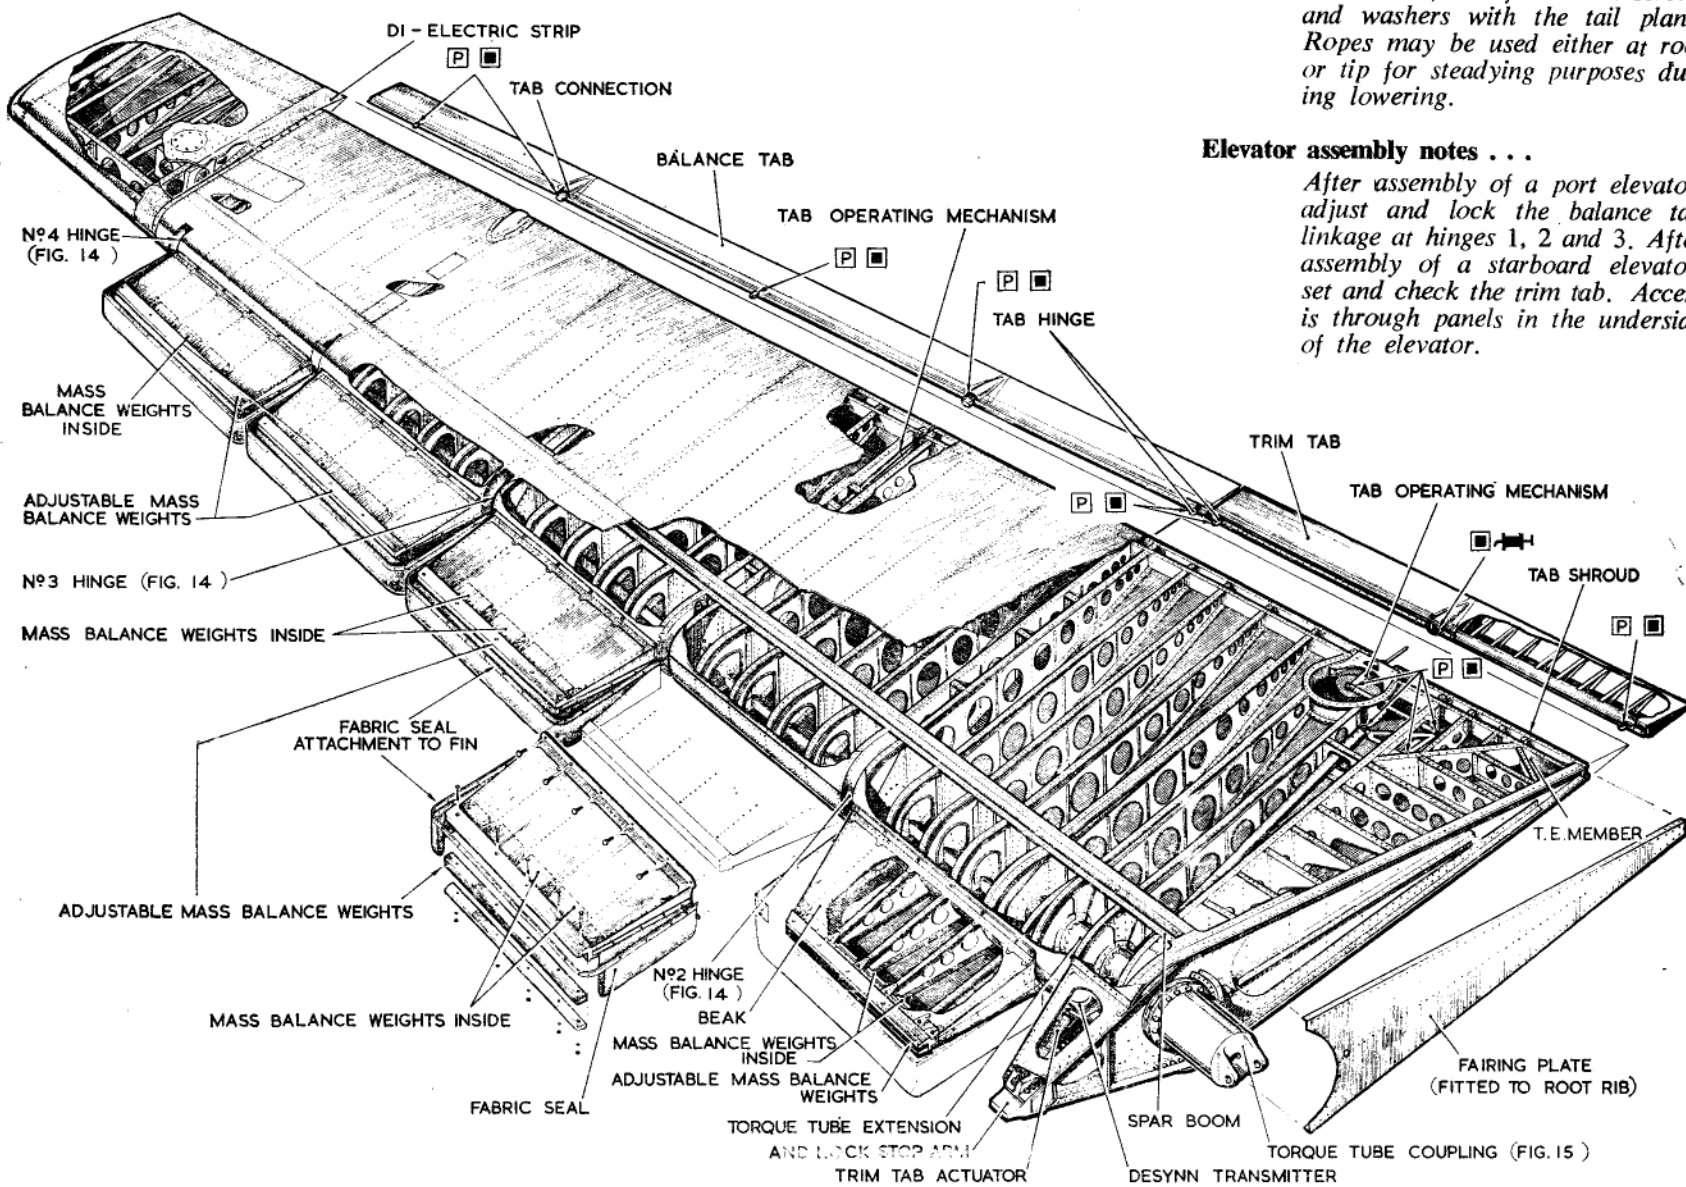 and washers with the tail plan
Ropes may be used either at ro
or tip for steadying purposes du
ing lowering.
Elevator assembly notes . . .
After assembly of a port elevato
adjust and lock the balance ta
linkage at hinges 1, 2 and 3. Afte
assembly of a starboard elevato
set and check the trim tab. Acce
is through panels in the undersid
of the elevator.
DI-ELECTRIC STRIP
P
TAB CONNECTION
BALANCE TAB
TAB OPERATING MECHANISM
P
P
TAB HINGE
Nº4 HINGE
(FIG. 14 )
MASS
BALANCE WEIGHTS
INSIDE
ADJUSTABLE MASS
BALANCE WEIGHTS
Nº3 HINGE (FIG. 14 )
MASS BALANCE WEIGHTS INSIDE
TRIM TAB
P
TAB OPERATING MECHANISM
TAB SHROUD
P
P
FABRIC SEAL
ATTACHMENT TO FIN
T.E. MEMBER
ADJUSTABLE MASS BALANCE WEIGHTS
MASS BALANCE WEIGHTS INSIDE
FABRIC SEAL
Nº2 HINGE
(FIG. 14 )
BEAK
MASS BALANCE WEIGHTS
INSIDE
ADJUSTABLE MASS BALANCE
WEIGHTS
TORQUE TUBE EXTENSION
AND LOCK STOP ARM
TRIM TAB ACTUATOR
DESYNN TRANSMITTER
SPAR BOOM
TORQUE TUBE COUPLING (FIG. 15 )
FAIRING PLATE
(FITTED TO ROOT RIB)